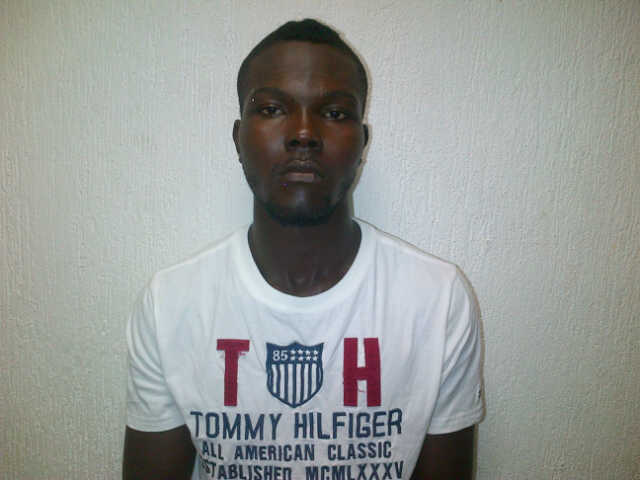 T 85 H
TOMMY HILFIGER
ALL AMERICAN CLASSIC
ESTABLISHED MCMLXXXV